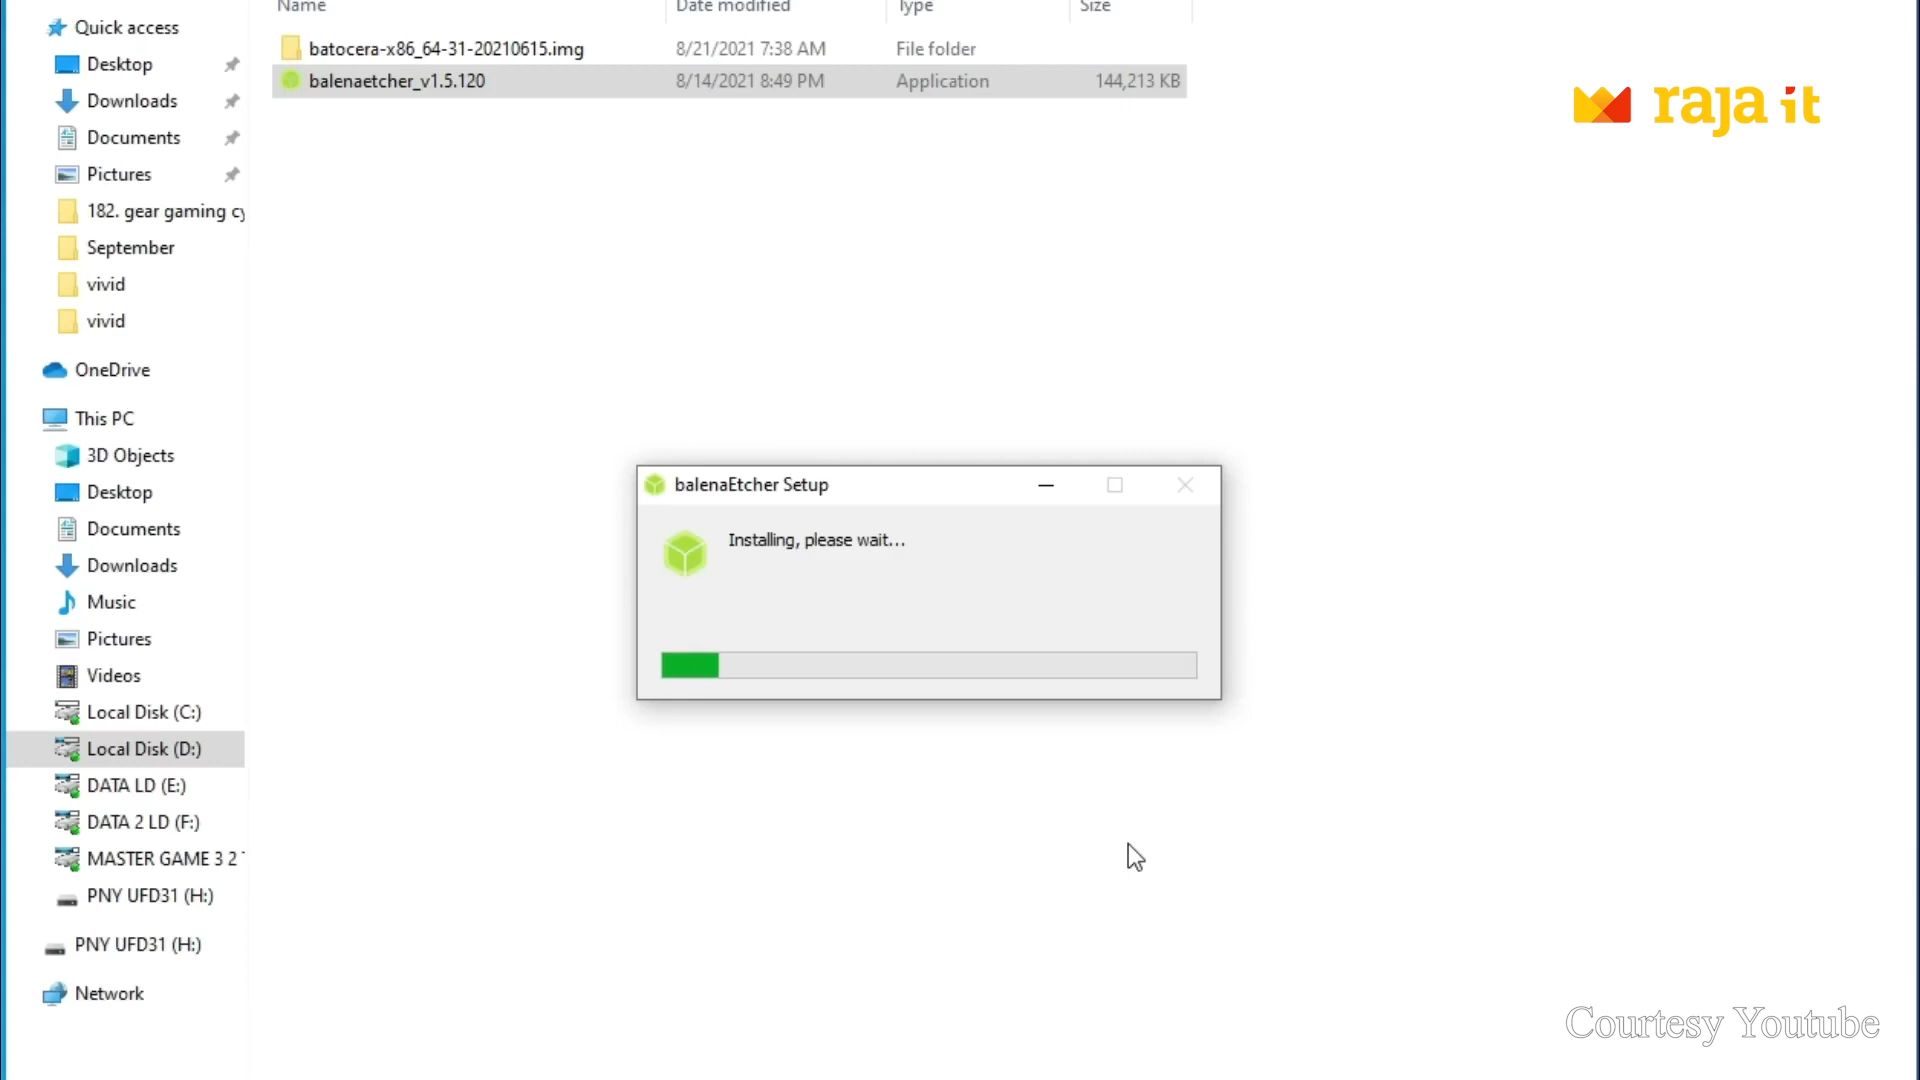 Name Date modified Type Size
Quick access
Desktop
Downloads
Documents
Pictures
182. gear gaming cy
September
vivid
vivid
OneDrive
This PC
3D Objects
Desktop
Documents
Downloads
Music
Pictures
Videos
Local Disk (C:)
Local Disk (D:)
DATA LD (E:)
DATA 2 LD (F:)
MASTER GAME 3 2 T
PNY UFD31 (H:)
PNY UFD31 (H:)
Network
batocera-x86_64-31-20210615.img 8/21/2021 7:38 AM File folder
balenaetcher_v1.5.120 8/14/2021 8:49 PM Application 144,213 KB
raja it
balenaEtcher Setup
Installing, please wait...
Courtesy Youtube